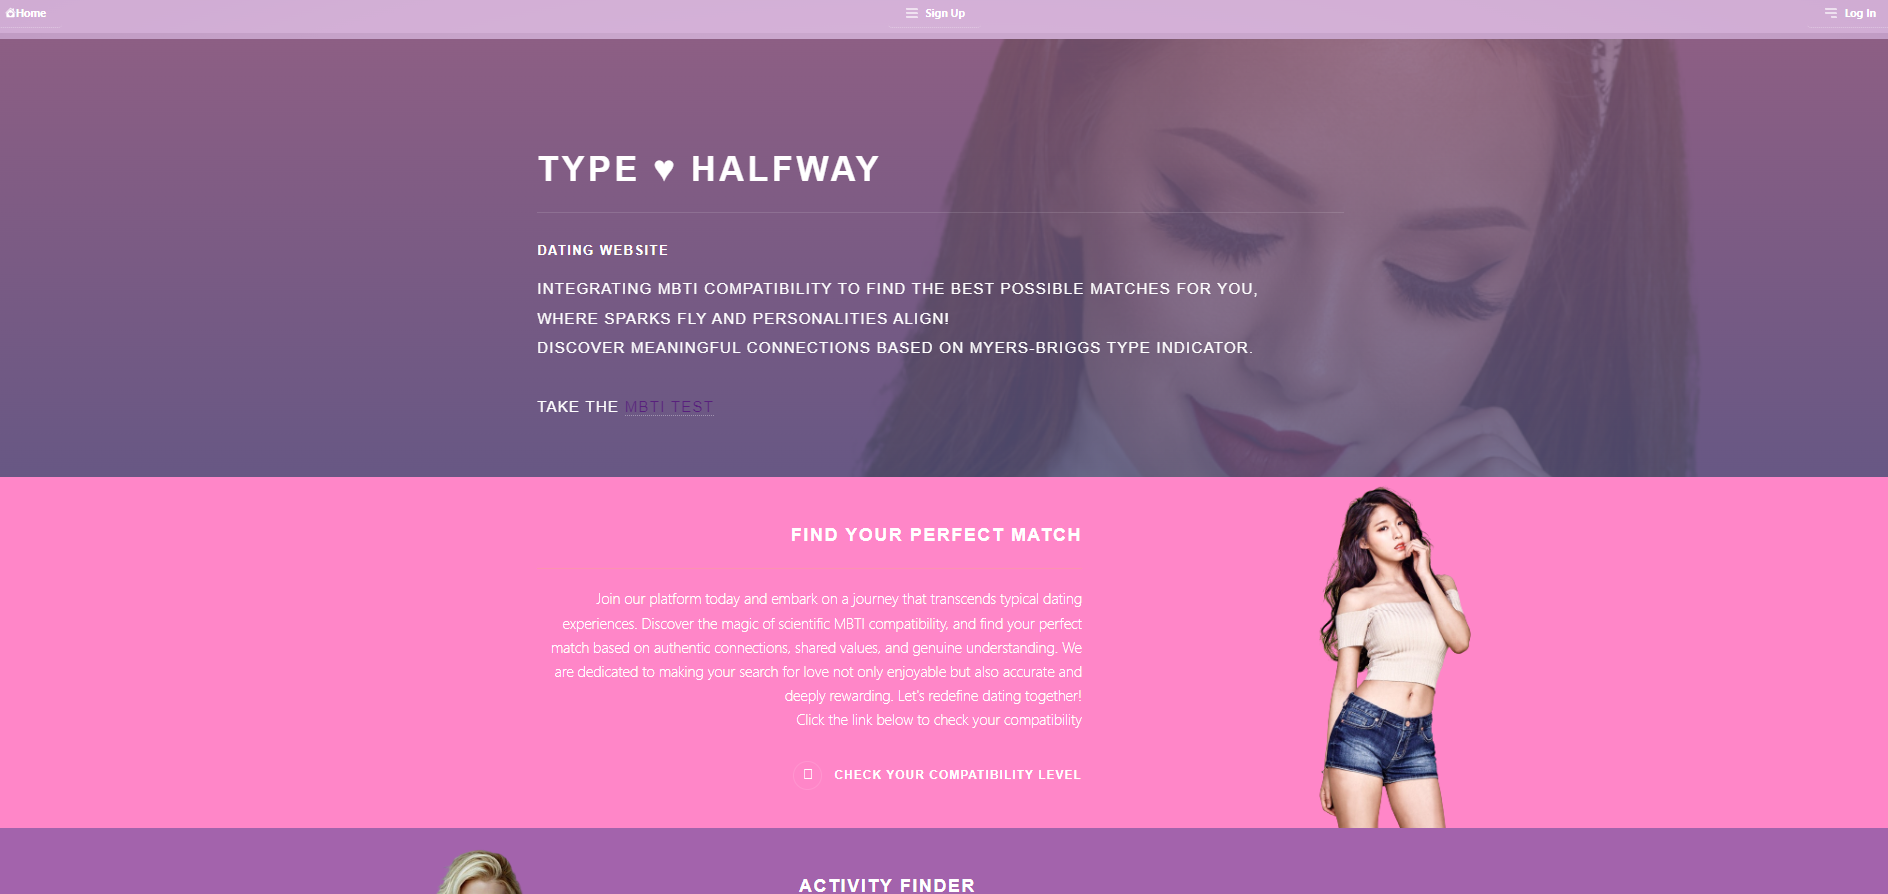 Home
Sign Up
Log In
TYPE ♥ HALFWAY
DATING WEBSITE
INTEGRATING MBTI COMPATIBILITY TO FIND THE BEST POSSIBLE MATCHES FOR YOU,
WHERE SPARKS FLY AND PERSONALITIES ALIGN!
DISCOVER MEANINGFUL CONNECTIONS BASED ON MYERS-BRIGGS TYPE INDICATOR.
TAKE THE MBTI TEST
FIND YOUR PERFECT MATCH
Join our platform today and embark on a journey that transcends typical dating
experiences. Discover the magic of scientific MBTI compatibility, and find your perfect
match based on authentic connections, shared values, and genuine understanding. We
are dedicated to making your search for love not only enjoyable but also accurate and
deeply rewarding. Let's redefine dating together!
Click the link below to check your compatibility
CHECK YOUR COMPATIBILITY LEVEL
ACTIVITY FINDER